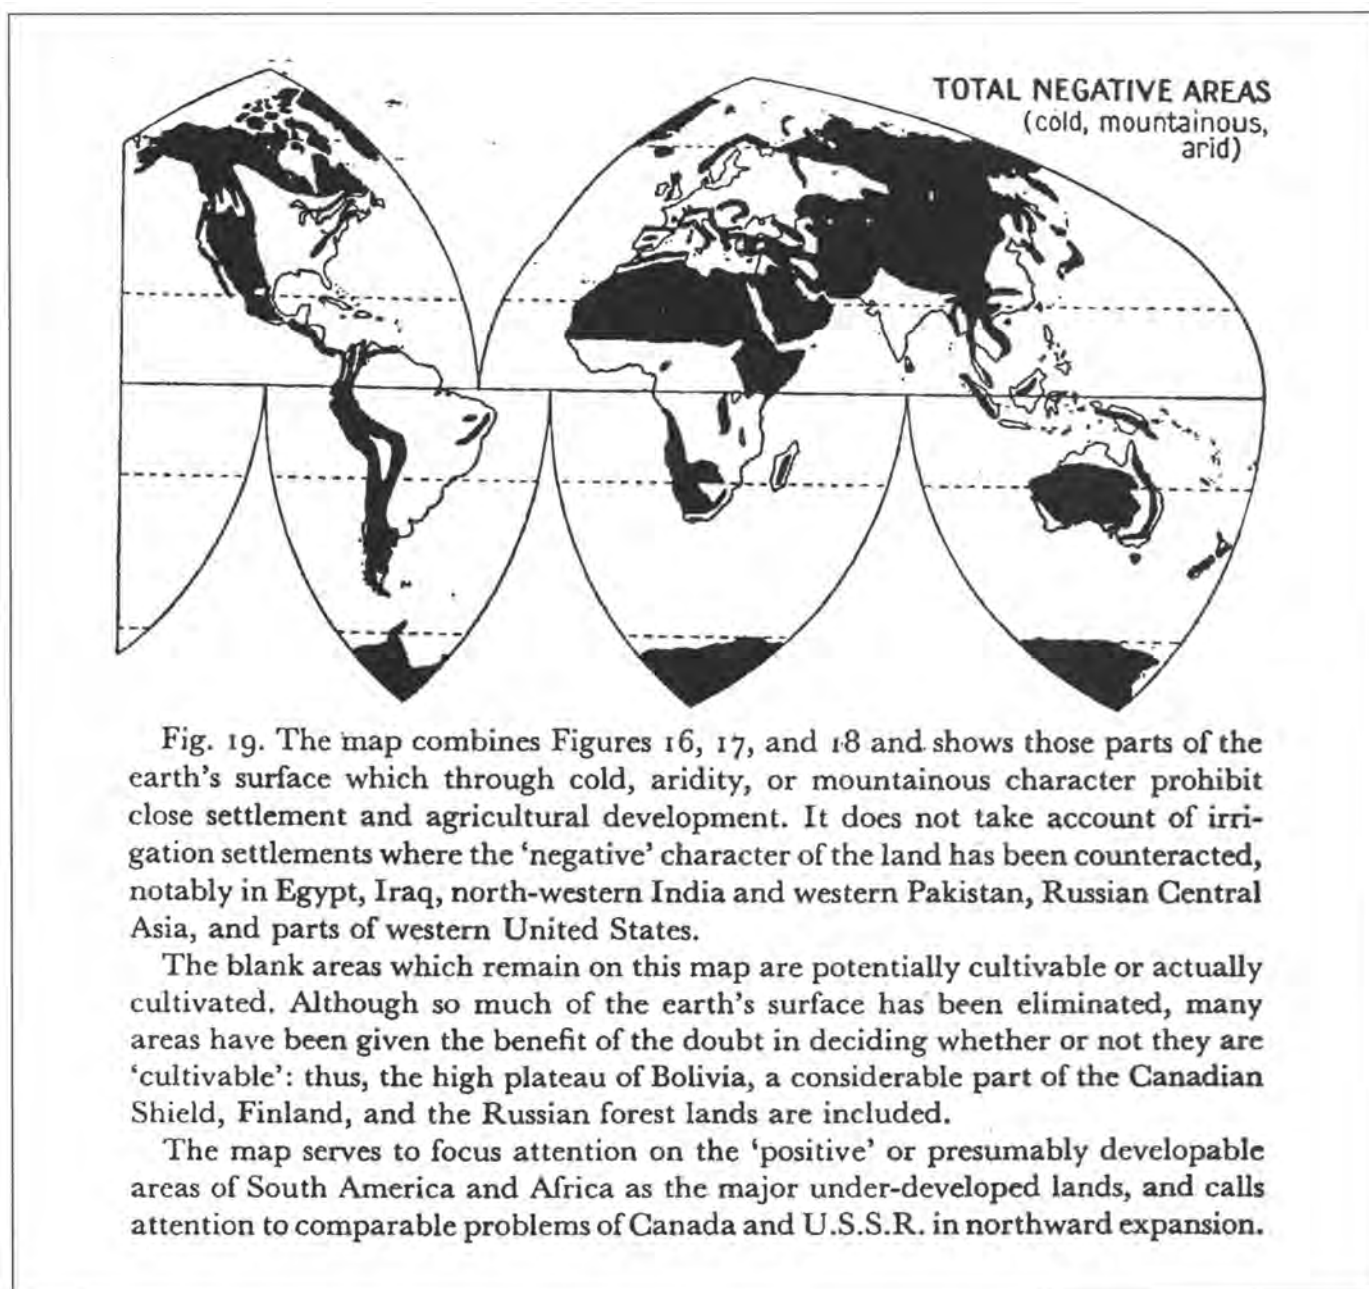 TOTAL NEGATIVE AREAS
(cold, mountainous,
arid)
Fig. 19. The map combines Figures 16, 17, and 18 and shows those parts of the
earth's surface which through cold, aridity, or mountainous character prohibit
close settlement and agricultural development. It does not take account of irri-
gation settlements where the ‘negative’ character of the land has been counteracted,
notably in Egypt, Iraq, north-western India and western Pakistan, Russian Central
Asia, and parts of western United States.
The blank areas which remain on this map are potentially cultivable or actually
cultivated. Although so much of the earth's surface has been eliminated, many
areas have been given the benefit of the doubt in deciding whether or not they are
‘cultivable’: thus, the high plateau of Bolivia, a considerable part of the Canadian
Shield, Finland, and the Russian forest lands are included.
The map serves to focus attention on the ‘positive’ or presumably developable
areas of South America and Africa as the major under-developed lands, and calls
attention to comparable problems of Canada and U.S.S.R. in northward expansion.